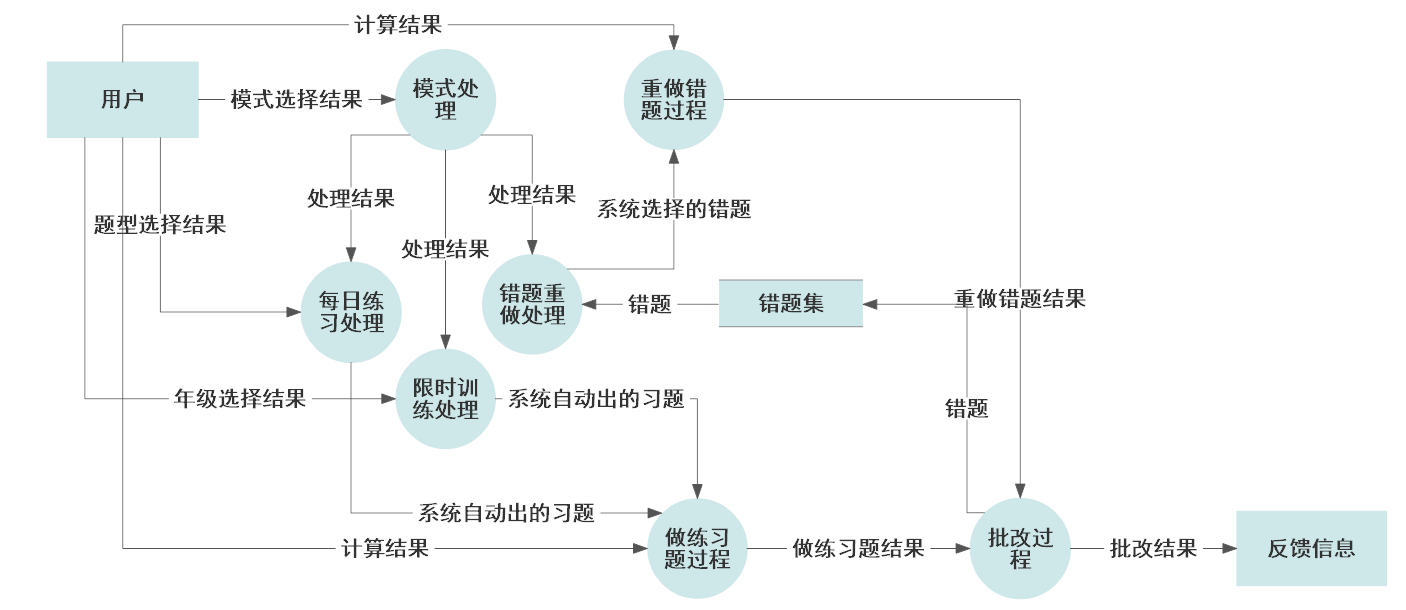 计算结果
用户
模式选择结果
模式处
理
重做错
题过程
处理结果
处理结果
系统选择的错题
题型选择结果
处理结果
每日练
习处理
错题重
做处理
错题
错题集
重做错题结果
年级选择结果
限时训
练处理
系统自动出的习题
错题
系统自动出的习题
计算结果
做练习
题过程
做练习题结果
批改过
程
批改结果
反馈信息